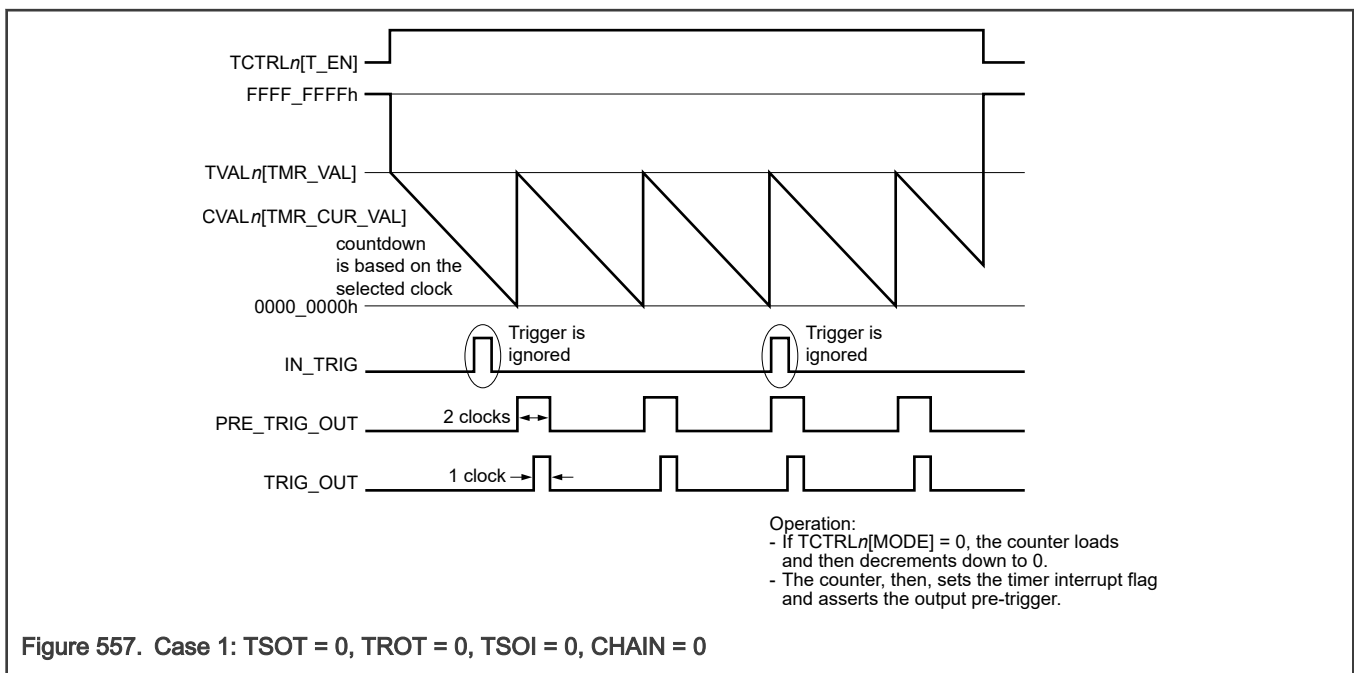 TCTRLn[T_EN]
FFFF_FFFFh
TVALn[TMR_VAL]
CVALn[TMR_CUR_VAL]
countdown
is based on the
selected clock
0000_0000h
Trigger is
ignored
Trigger is
ignored
IN_TRIG
2 clocks
PRE_TRIG_OUT
1 clock
TRIG_OUT
Operation:
- If TCTRLn[MODE] = 0, the counter loads
and then decrements down to 0.
- The counter, then, sets the timer interrupt flag
and asserts the output pre-trigger.
Figure 557. Case 1: TSOT = 0, TROT = 0, TSOI = 0, CHAIN = 0